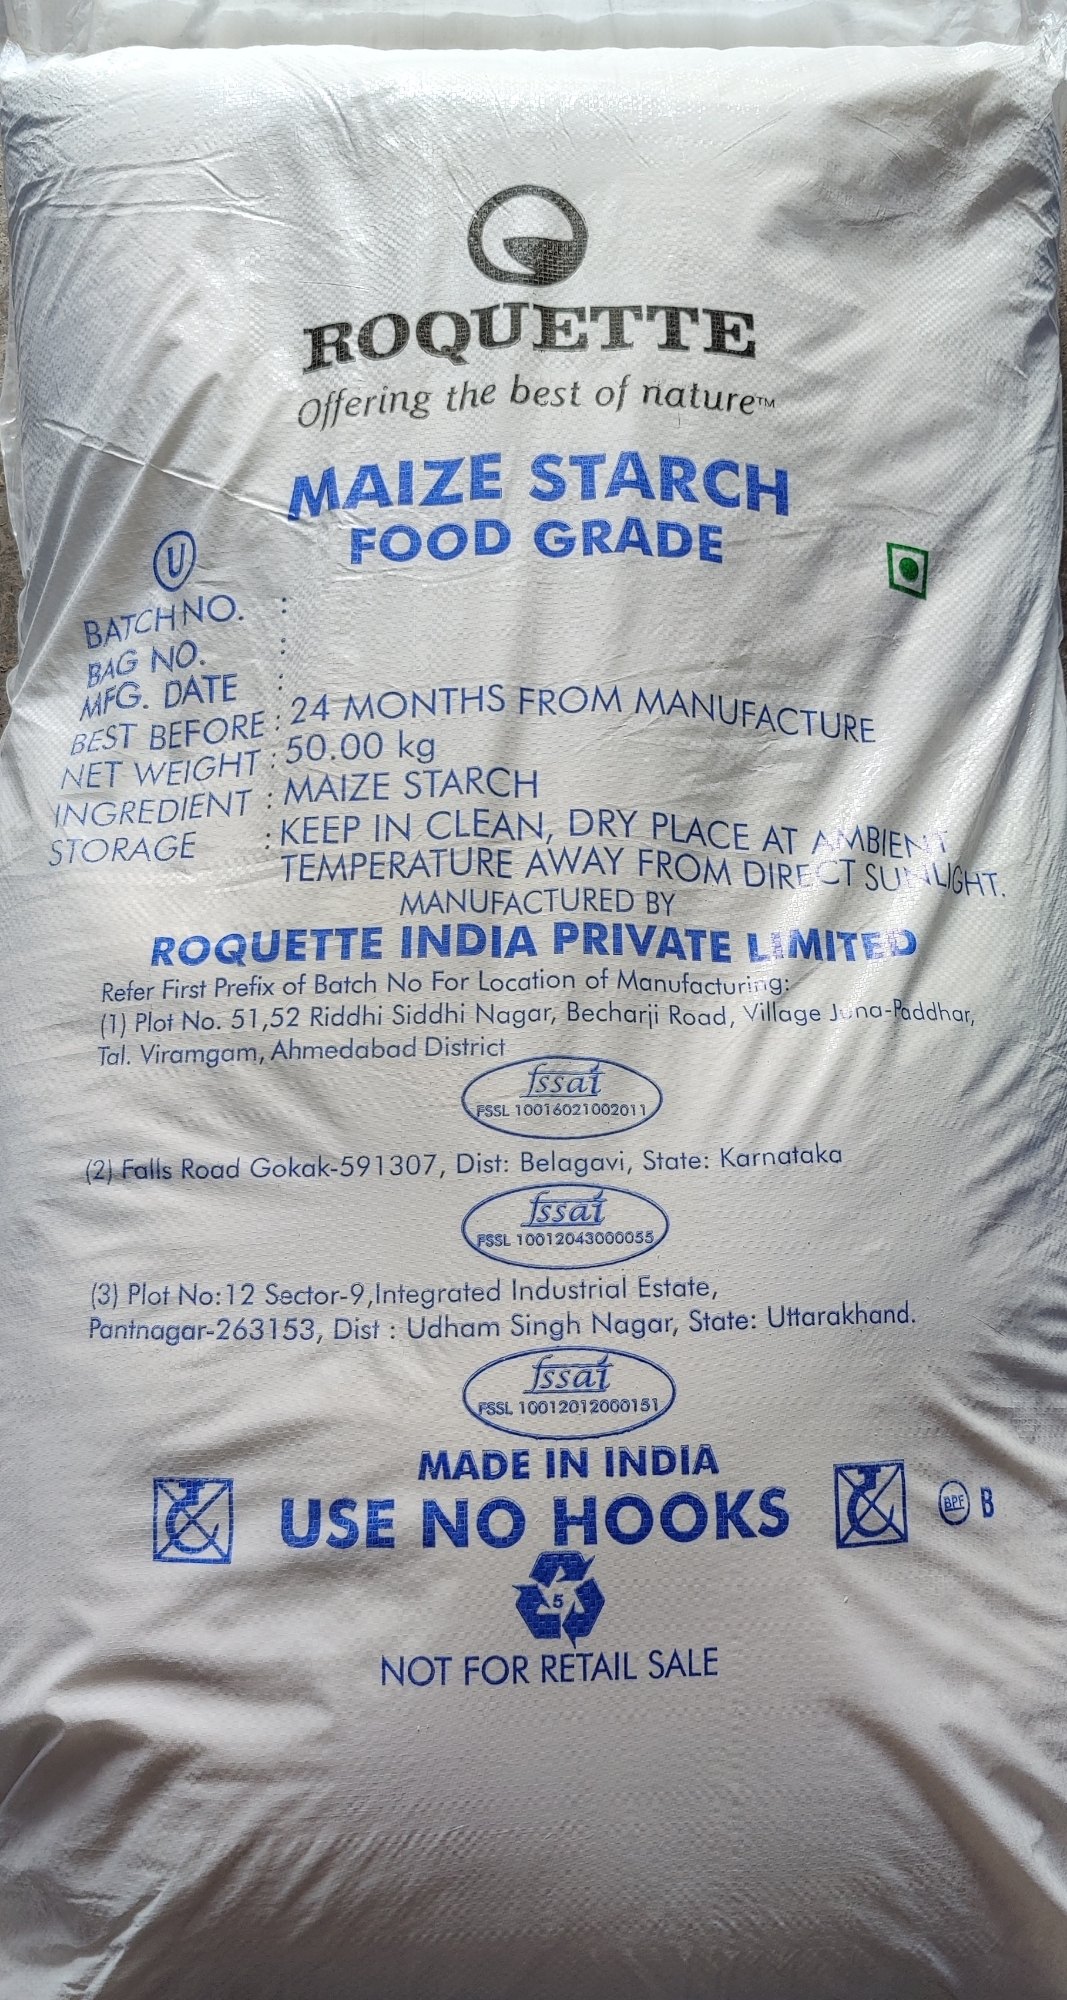 ROQUETTE
Offering the best of nature™
MAIZE STARCH
FOOD GRADE
U
BATCH NO. :
BAG NO. :
MFG. DATE :
BEST BEFORE : 24 MONTHS FROM MANUFACTURE
NET WEIGHT : 50.00 kg
INGREDIENT : MAIZE STARCH
STORAGE : KEEP IN CLEAN, DRY PLACE AT AMBIENT
TEMPERATURE AWAY FROM DIRECT SUNLIGHT.
MANUFACTURED BY
ROQUETTE INDIA PRIVATE LIMITED
Refer First Prefix of Batch No For Location of Manufacturing:
(1) Plot No. 51,52 Riddhi Siddhi Nagar, Becharji Road, Village Juna-Paddhar,
Tal. Viramgam, Ahmedabad District
fssai
FSSL 10016021002011
(2) Falls Road Gokak-591307, Dist: Belagavi, State: Karnataka
fssai
FSSL 10012043000055
(3) Plot No:12 Sector-9,Integrated Industrial Estate,
Pantnagar-263153, Dist : Udham Singh Nagar, State: Uttarakhand.
fssai
FSSL 10012012000151
MADE IN INDIA
USE NO HOOKS
BPF B
5
NOT FOR RETAIL SALE